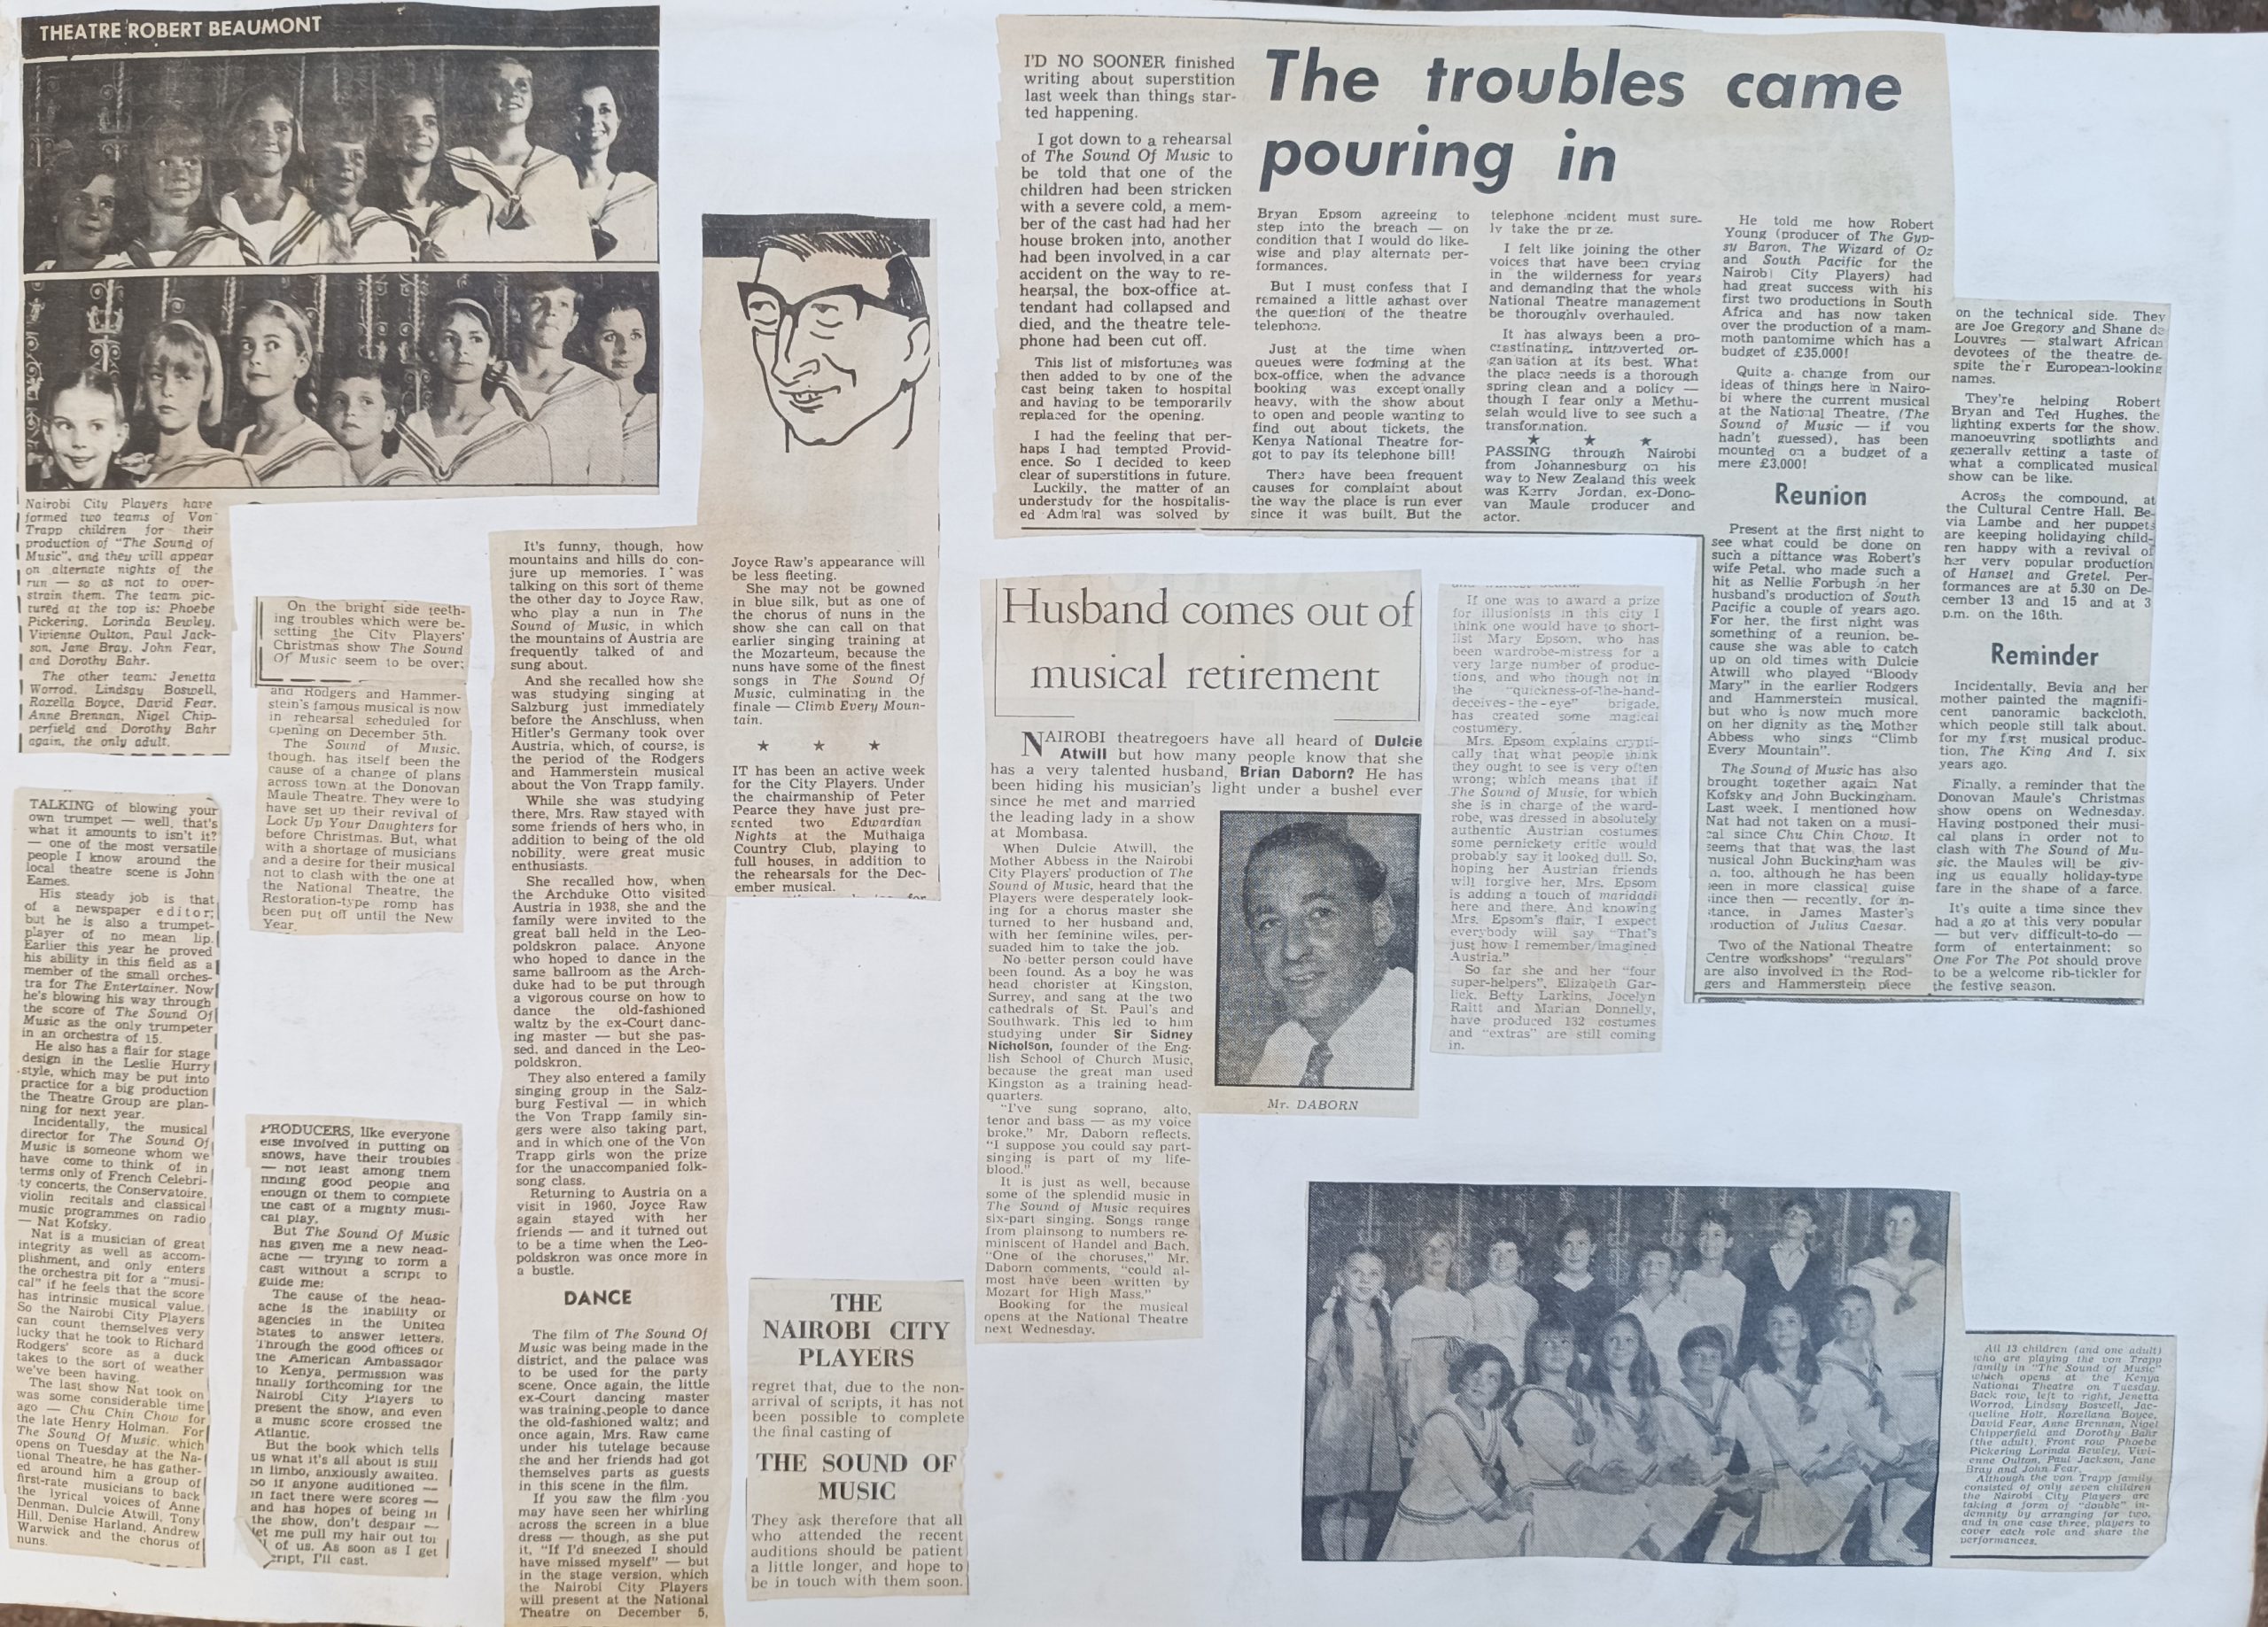 THEATRE ROBERT BEAUMONT
Nairobi City Players have
formed two teams of Von
Trapp children for their
production of "The Sound of
Music", and they will appear
on alternate nights of the
run — so as not to over-
strain them. The team pic-
tured at the top is: Phoebe
Pickering, Lorinda Bewley,
Vivienne Oulton, Paul Jack-
son, Jane Bray, John Fear,
and Dorothy Bahr.
The other team: Jenetta
Worrod, Lindsay Boswell,
Roxella Boyce, David Fear,
Anne Brennan, Nigel Chip-
perfield and Dorothy Bahr
again, the only adult.
TALKING of blowing your
own trumpet — well, that's
what it amounts to isn't it?
— one of the most versatile
people I know around the
local theatre scene is John
Eames.
His steady job is that
of a newspaper editor;
but he is also a trumpet-
player of no mean lip.
Earlier this year he proved
his ability in this field as a
member of the small orches-
tra for The Entertainer. Now
he's blowing his way through
the score of The Sound Of
Music as the only trumpeter
in an orchestra of 15.
He also has a flair for stage
design in the Leslie Hurry
style, which may be put into
practice for a big production
the Theatre Group are plan-
ning for next year.
Incidentally, the musical
director for The Sound Of
Music is someone whom we
have come to think of in
terms only of French Celebri-
ty concerts, the Conservatoire,
violin recitals and classical
music programmes on radio
— Nat Kofsky.
Nat is a musician of great
integrity as well as accom-
plishment, and only enters
the orchestra pit for a "musi-
cal" if he feels that the score
has intrinsic musical value.
So the Nairobi City Players
can count themselves very
lucky that he took to Richard
Rodgers' score as a duck
takes to the sort of weather
we've been having.
The last show Nat took on
was some considerable time
ago — Chu Chin Chow for
the late Henry Holman. For
The Sound Of Music, which
opens on Tuesday at the Na-
tional Theatre, he has gather-
ed around him a group of
first-rate musicians to back
the lyrical voices of Anne
Denman, Dulcie Atwill, Tony
Hill, Denise Harland, Andrew
Warwick and the chorus of
nuns.
On the bright side teeth-
ing troubles which were be-
setting the City Players'
Christmas show The Sound
Of Music seem to be over;
and Rodgers and Hammer-
stein's famous musical is now
in rehearsal scheduled for
opening on December 5th.
The Sound of Music,
though, has itself been the
cause of a change of plans
across town at the Donovan
Maule Theatre. They were to
have set up their revival of
Lock Up Your Daughters for
before Christmas. But, what
with a shortage of musicians
and a desire for their musical
not to clash with the one at
the National Theatre, the
Restoration-type romp has
been put off until the New
Year.
PRODUCERS, like everyone
else involved in putting on
shows, have their troubles
— not least among them
finding good people and
enough of them to complete
the cast of a mighty musi-
cal play.
But The Sound Of Music
has given me a new head-
ache — trying to form a
cast without a script to
guide me:
The cause of the head-
ache is the inability of
agencies in the United
States to answer letters.
Through the good offices of
the American Ambassador
to Kenya, permission was
finally forthcoming for the
Nairobi City Players to
present the show, and even
a music score crossed the
Atlantic.
But the book which tells
us what it's all about is still
in limbo, anxiously awaited.
So if anyone auditioned —
in fact there were scores —
and has hopes of being in
the show, don't despair —
let me pull my hair out for
of us. As soon as I get
cript, I'll cast.
It's funny, though, how
mountains and hills do con-
jure up memories. I was
talking on this sort of theme
the other day to Joyce Raw,
who play a nun in The
Sound of Music, in which
the mountains of Austria are
frequently talked of and
sung about.
And she recalled how she
was studying singing at
Salzburg just immediately
before the Anschluss, when
Hitler's Germany took over
Austria, which, of course, is
the period of the Rodgers
and Hammerstein musical
about the Von Trapp family.
While she was studying
there, Mrs. Raw stayed with
some friends of hers who, in
addition to being of the old
nobility, were great music
enthusiasts.
She recalled how, when
the Archduke Otto visited
Austria in 1938, she and the
family were invited to the
great ball held in the Leo-
poldskron palace. Anyone
who hoped to dance in the
same ballroom as the Arch-
duke had to be put through
a vigorous course on how to
dance the old-fashioned
waltz by the ex-Court danc-
ing master — but she pas-
sed, and danced in the Leo-
poldskron.
They also entered a family
singing group in the Salz-
burg Festival — in which
the Von Trapp family sin-
gers were also taking part,
and in which one of the Von
Trapp girls won the prize
for the unaccompanied folk-
song class.
Returning to Austria on a
visit in 1960, Joyce Raw
again stayed with her
friends — and it turned out
to be a time when the Leo-
poldskron was once more in
a bustle.
DANCE
The film of The Sound Of
Music was being made in the
district, and the palace was
to be used for the party
scene. Once again, the little
ex-Court dancing master
was training people to dance
the old-fashioned waltz; and
once again, Mrs. Raw came
under his tutelage because
she and her friends had got
themselves parts as guests
in this scene in the film.
If you saw the film you
may have seen her whirling
across the screen in a blue
dress — though, as she put
it, "If I'd sneezed I should
have missed myself" — but
in the stage version, which
the Nairobi City Players
will present at the National
Theatre on December 5,
Joyce Raw's appearance will
be less fleeting.
She may not be gowned
in blue silk, but as one of
the chorus of nuns in the
show she can call on that
earlier singing training at
the Mozarteum, because the
nuns have some of the finest
songs in The Sound Of
Music, culminating in the
finale — Climb Every Moun-
tain.
★ ★ ★
IT has been an active week
for the City Players. Under
the chairmanship of Peter
Pearce they have just pre-
sented two Edwardian
Nights at the Muthaiga
Country Club, playing to
full houses, in addition to
the rehearsals for the Dec-
ember musical.
for
THE
NAIROBI CITY
PLAYERS
regret that, due to the non-
arrival of scripts, it has not
been possible to complete
the final casting of
THE SOUND OF
MUSIC
They ask therefore that all
who attended the recent
auditions should be patient
a little longer, and hope to
be in touch with them soon.
The troubles came
pouring in
I'D NO SOONER finished
writing about superstition
last week than things star-
ted happening.
I got down to a rehearsal
of The Sound Of Music to
be told that one of the
children had been stricken
with a severe cold, a mem-
ber of the cast had had her
house broken into, another
had been involved in a car
accident on the way to re-
hearsal, the box-office at-
tendant had collapsed and
died, and the theatre tele-
phone had been cut off.
This list of misfortunes was
then added to by one of the
cast being taken to hospital
and having to be temporarily
replaced for the opening.
I had the feeling that per-
haps I had tempted Provid-
ence. So I decided to keep
clear of superstitions in future.
Luckily, the matter of an
understudy for the hospitalis-
ed Admiral was solved by
Bryan Epsom agreeing to
step into the breach — on
condition that I would do like-
wise and play alternate per-
formances.
But I must confess that I
remained a little aghast over
the question of the theatre
telephone.
Just at the time when
queues were forming at the
box-office, when the advance
booking was exceptionally
heavy, with the show about
to open and people wanting to
find out about tickets, the
Kenya National Theatre for-
got to pay its telephone bill!
There have been frequent
causes for complaint about
the way the place is run ever
since it was built. But the
telephone incident must sure-
ly take the prize.
I felt like joining the other
voices that have been crying
in the wilderness for years
and demanding that the whole
National Theatre management
be thoroughly overhauled.
It has always been a pro-
crastinating, introverted or-
ganisation at its best. What
the place needs is a thorough
spring clean and a policy —
though I fear only a Methu-
selah would live to see such a
transformation.
★ ★ ★
PASSING through Nairobi
from Johannesburg on his
way to New Zealand this week
was Kerry Jordan, ex-Dono-
van Maule producer and
actor.
He told me how Robert
Young (producer of The Gyp-
sy Baron, The Wizard of Oz
and South Pacific for the
Nairobi City Players) had
had great success with his
first two productions in South
Africa and has now taken
over the production of a mam-
moth pantomime which has a
budget of £35,000!
Quite a change from our
ideas of things here in Nairo-
bi where the current musical
at the National Theatre, (The
Sound of Music — if you
hadn't guessed), has been
mounted on a budget of a
mere £3,000!
Reunion
Present at the first night to
see what could be done on
such a pittance was Robert's
wife Petal, who made such a
hit as Nellie Forbush in her
husband's production of South
Pacific a couple of years ago.
For her, the first night was
something of a reunion, be-
cause she was able to catch
up on old times with Dulcie
Atwill who played "Bloody
Mary" in the earlier Rodgers
and Hammerstein musical,
but who is now much more
on her dignity as the Mother
Abbess who sings "Climb
Every Mountain".
The Sound of Music has also
brought together again Nat
Kofsky and John Buckingham.
Last week, I mentioned how
Nat had not taken on a musi-
cal since Chu Chin Chow. It
seems that that was the last
musical John Buckingham was
n, too, although he has been
seen in more classical guise
since then — recently, for in-
stance, in James Master's
production of Julius Caesar.
Two of the National Theatre
Centre workshops' "regulars"
are also involved in the Rod-
gers and Hammerstein piece
on the technical side. They
are Joe Gregory and Shane de
Louvres — stalwart African
devotees of the theatre de-
spite their European-looking
names.
They're helping Robert
Bryan and Ted Hughes, the
lighting experts for the show,
manoeuvring spotlights and
generally getting a taste of
what a complicated musical
show can be like.
Across the compound, at
the Cultural Centre Hall, Be-
via Lambe and her puppets
are keeping holidaying child-
ren happy with a revival of
her very popular production
of Hansel and Gretel. Per-
formances are at 5.30 on De-
cember 13 and 15 and at 3
p.m. on the 16th.
Reminder
Incidentally, Bevia and her
mother painted the magnifi-
cent panoramic backcloth,
which people still talk about,
for my first musical produc-
tion, The King And I, six
years ago.
Finally, a reminder that the
Donovan Maule's Christmas
show opens on Wednesday.
Having postponed their musi-
cal plans in order not to
clash with The Sound of Mu-
sic, the Maules will be giv-
ing us equally holiday-type
fare in the shape of a farce.
It's quite a time since they
had a go at this very popular
— but very difficult-to-do —
form of entertainment; so
One For The Pot should prove
to be a welcome rib-tickler for
the festive season.
Husband comes out of
musical retirement
NAIROBI theatregoers have all heard of Dulcie
Atwill but how many people know that she
has a very talented husband, Brian Daborn? He has
been hiding his musician's light under a bushel ever
since he met and married
the leading lady in a show
at Mombasa.
When Dulcie Atwill, the
Mother Abbess in the Nairobi
City Players' production of The
Sound of Music, heard that the
Players were desperately look-
ing for a chorus master she
turned to her husband and,
with her feminine wiles, per-
suaded him to take the job.
No better person could have
been found. As a boy he was
head chorister at Kingston,
Surrey, and sang at the two
cathedrals of St. Paul's and
Southwark. This led to him
studying under Sir Sidney
Nicholson, founder of the Eng-
lish School of Church Music,
because the great man used
Kingston as a training head-
quarters.
"I've sung soprano, alto,
tenor and bass — as my voice
broke," Mr. Daborn reflects.
"I suppose you could say part-
singing is part of my life-
blood."
It is just as well, because
some of the splendid music in
The Sound of Music requires
six-part singing. Songs range
from plainsong to numbers re-
miniscent of Handel and Bach.
"One of the choruses," Mr.
Daborn comments, "could al-
most have been written by
Mozart for High Mass."
Booking for the musical
opens at the National Theatre
next Wednesday.
Mr. DABORN
If one was to award a prize
for illusionists in this city I
think one would have to short-
list Mary Epsom, who has
been wardrobe-mistress for a
very large number of produc-
tions, and who though not in
the "quickness-of-the-hand-
deceives-the-eye" brigade,
has created some magical
costumery.
Mrs. Epsom explains crypti-
cally that what people think
they ought to see is very often
wrong; which means that if
The Sound of Music, for which
she is in charge of the ward-
robe, was dressed in absolutely
authentic Austrian costumes
some pernickety critic would
probably say it looked dull. So,
hoping her Austrian friends
will forgive her, Mrs. Epsom
is adding a touch of maridadi
here and there. And knowing
Mrs. Epsom's flair, I expect
everybody will say "That's
just how I remember/imagined
Austria."
So far she and her "four
super-helpers", Elizabeth Gar-
lick, Betty Larkins, Jocelyn
Raitt and Marian Donnelly,
have produced 132 costumes
and "extras" are still coming
in.
All 13 children (and one adult)
who are playing the von Trapp
family in "The Sound of Music"
which opens at the Kenya
National Theatre on Tuesday.
Back row, left to right, Jenetta
Worrod, Lindsay Boswell, Jac-
queline Holt, Roxellana Boyce,
David Fear, Anne Brennan, Nigel
Chipperfield and Dorothy Bahr
(the adult). Front row Phoebe
Pickering Lorinda Bewley, Vivi-
enne Oulton, Paul Jackson, Jane
Bray and John Fear.
Although the von Trapp family
consisted of only seven children
the Nairobi City Players are
taking a form of "double" in-
demnity by arranging for two,
and in one case three, players to
cover each role and share the
performances.